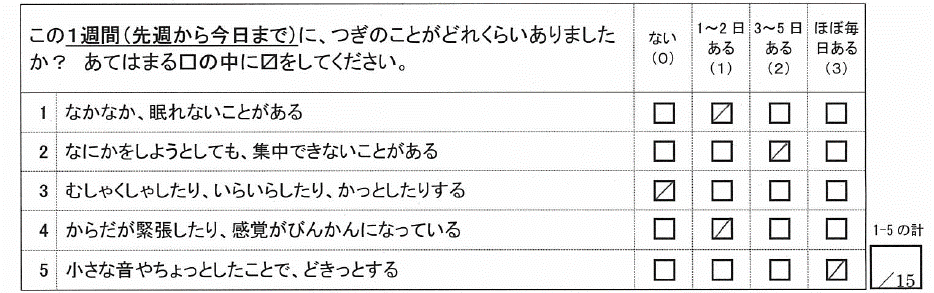 この1週間(先週から今日まで)に、つぎのことがどれくらいありました
か? あてはまる□の中に☑をしてください。
ない
(0)
1～2日
ある
(1)
3～5日
ある
(2)
ほぼ毎
日ある
(3)
1 なかなか、眠れないことがある □ ☑ □ □
2 なにかをしようとしても、集中できないことがある □ □ ☑ □
3 むしゃくしゃしたり、いらいらしたり、かっとしたりする ☑ □ □ □
4 からだが緊張したり、感覚がびんかんになっている □ ☑ □ □
5 小さな音やちょっとしたことで、どきっとする □ □ □ ☑
1-5の計
/15